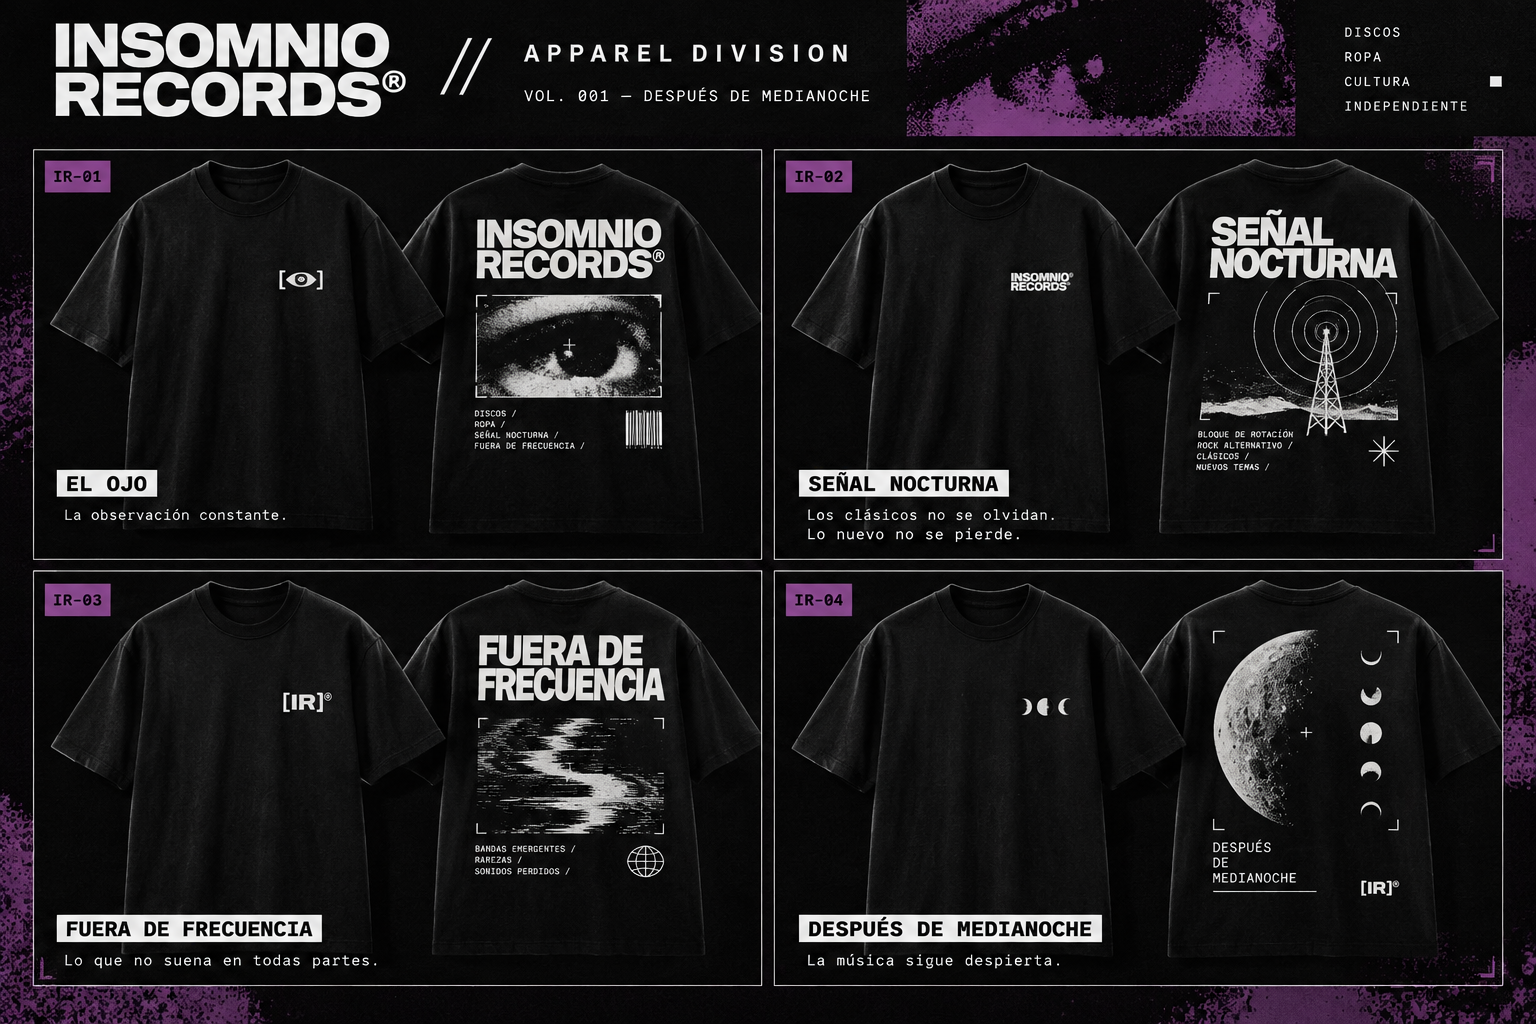 INSOMNIO
RECORDS®
//
APPAREL DIVISION
VOL. 001 — DESPUÉS DE MEDIANOCHE
DISCOS
ROPA
CULTURA
INDEPENDIENTE
IR-01
INSOMNIO
RECORDS®
DISCOS /
ROPA /
SEÑAL NOCTURNA /
FUERA DE FRECUENCIA /
EL OJO
La observación constante.
IR-02
INSOMNIO®
RECORDS®
SEÑAL
NOCTURNA
BLOQUE DE ROTACIÓN
ROCK ALTERNATIVO /
CLÁSICOS /
NUEVOS TEMAS /
SEÑAL NOCTURNA
Los clásicos no se olvidan.
Lo nuevo no se pierde.
IR-03
[IR]®
FUERA DE
FRECUENCIA
BANDAS EMERGENTES /
RAREZAS /
SONIDOS PERDIDOS /
FUERA DE FRECUENCIA
Lo que no suena en todas partes.
IR-04
DESPUÉS
DE
MEDIANOCHE
[IR]®
DESPUÉS DE MEDIANOCHE
La música sigue despierta.